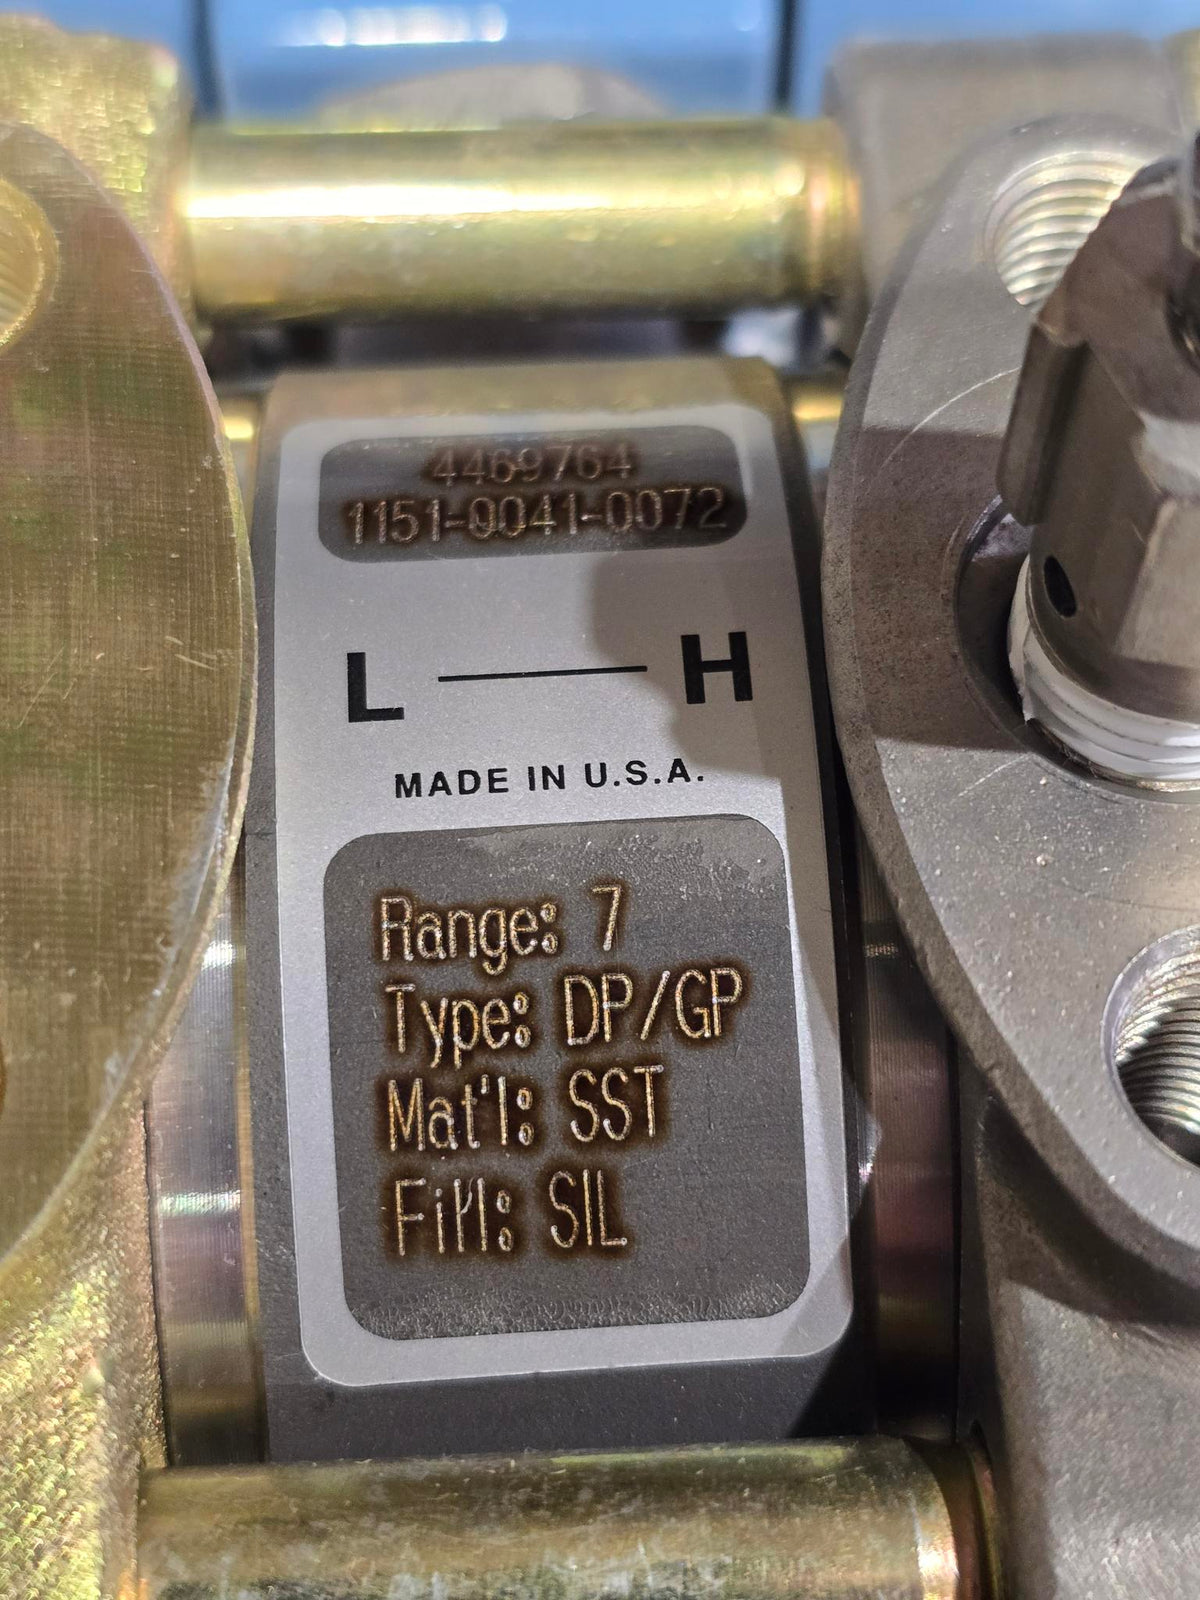 4469764
1151-0041-0072
L — H
MADE IN U.S.A.
Range: 7
Type: DP/GP
Mat'l: SST
Fill: SIL